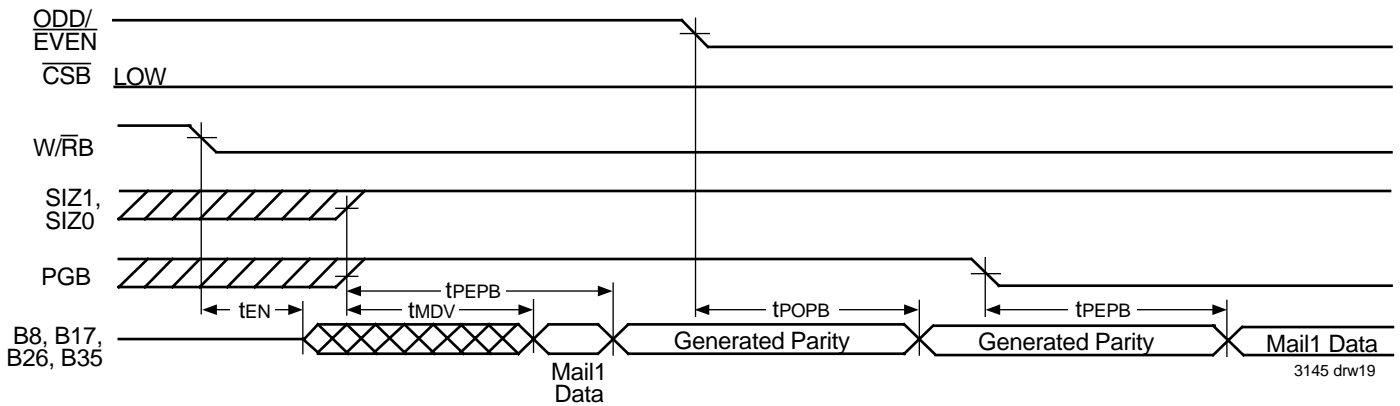 ODD/
EVEN
CSB LOW
W/RB
SIZ1,
SIZ0
PGB
tPEPB
tEN tMDV tPOPB tPEPB
B8, B17,
B26, B35
Generated Parity Generated Parity Mail1 Data
Mail1
Data
3145 drw19